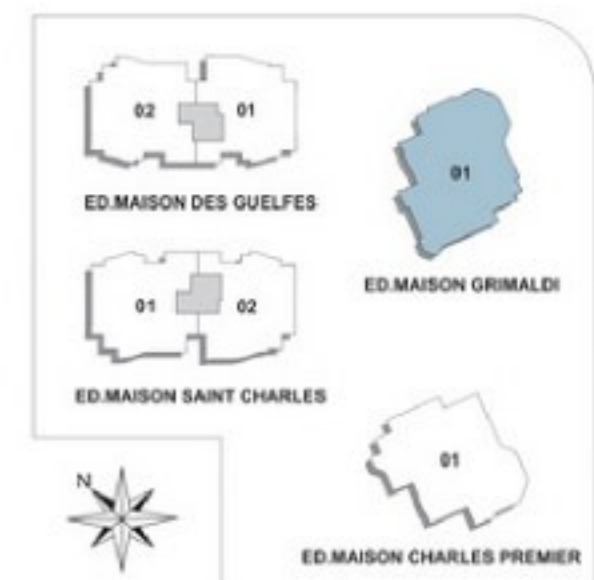 02 01
ED.MAISON DES GUELFES
01
ED.MAISON GRIMALDI
01 02
ED.MAISON SAINT CHARLES
01
N
ED.MAISON CHARLES PREMIER